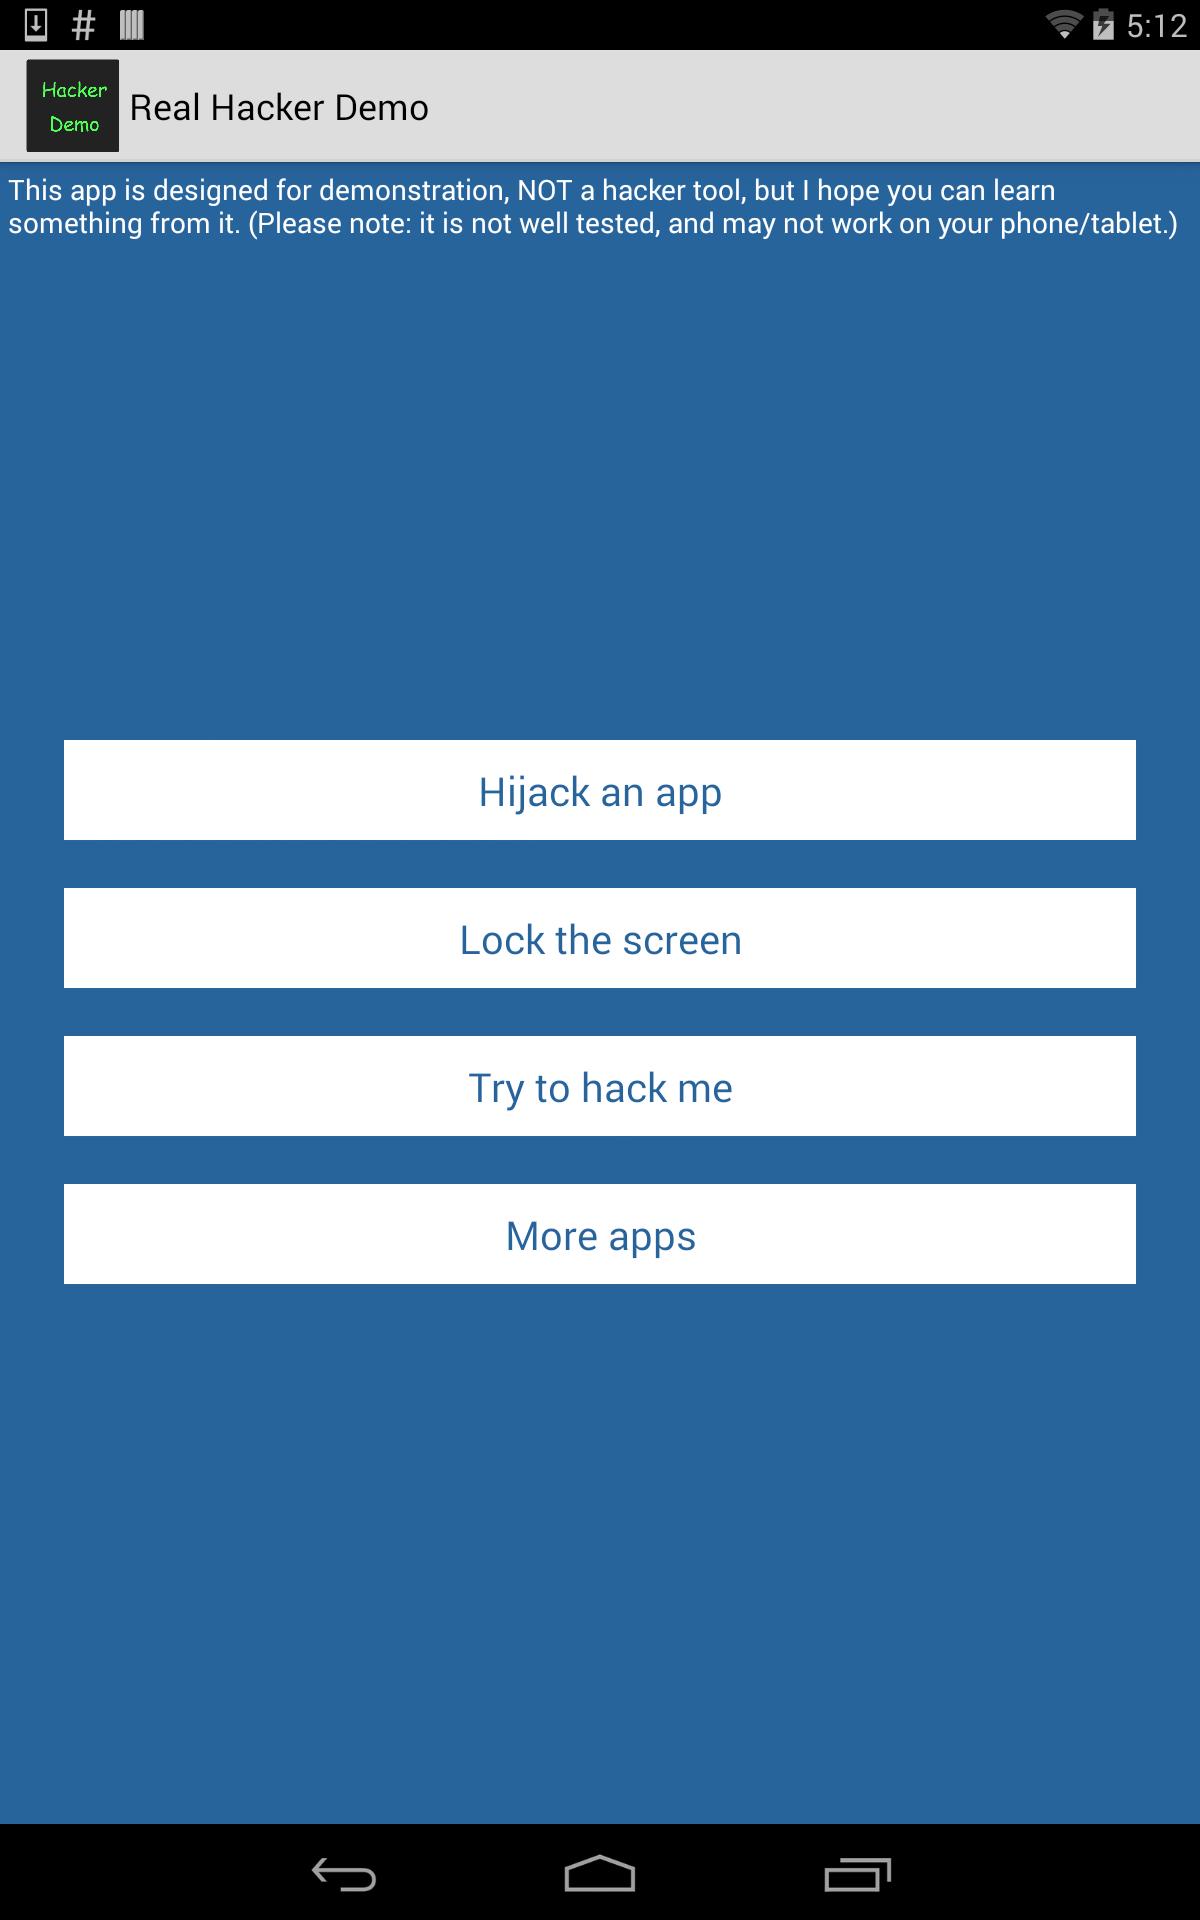 # 5:12
Hacker
Demo
Real Hacker Demo
This app is designed for demonstration, NOT a hacker tool, but I hope you can learn
something from it. (Please note: it is not well tested, and may not work on your phone/tablet.)
Hijack an app
Lock the screen
Try to hack me
More apps